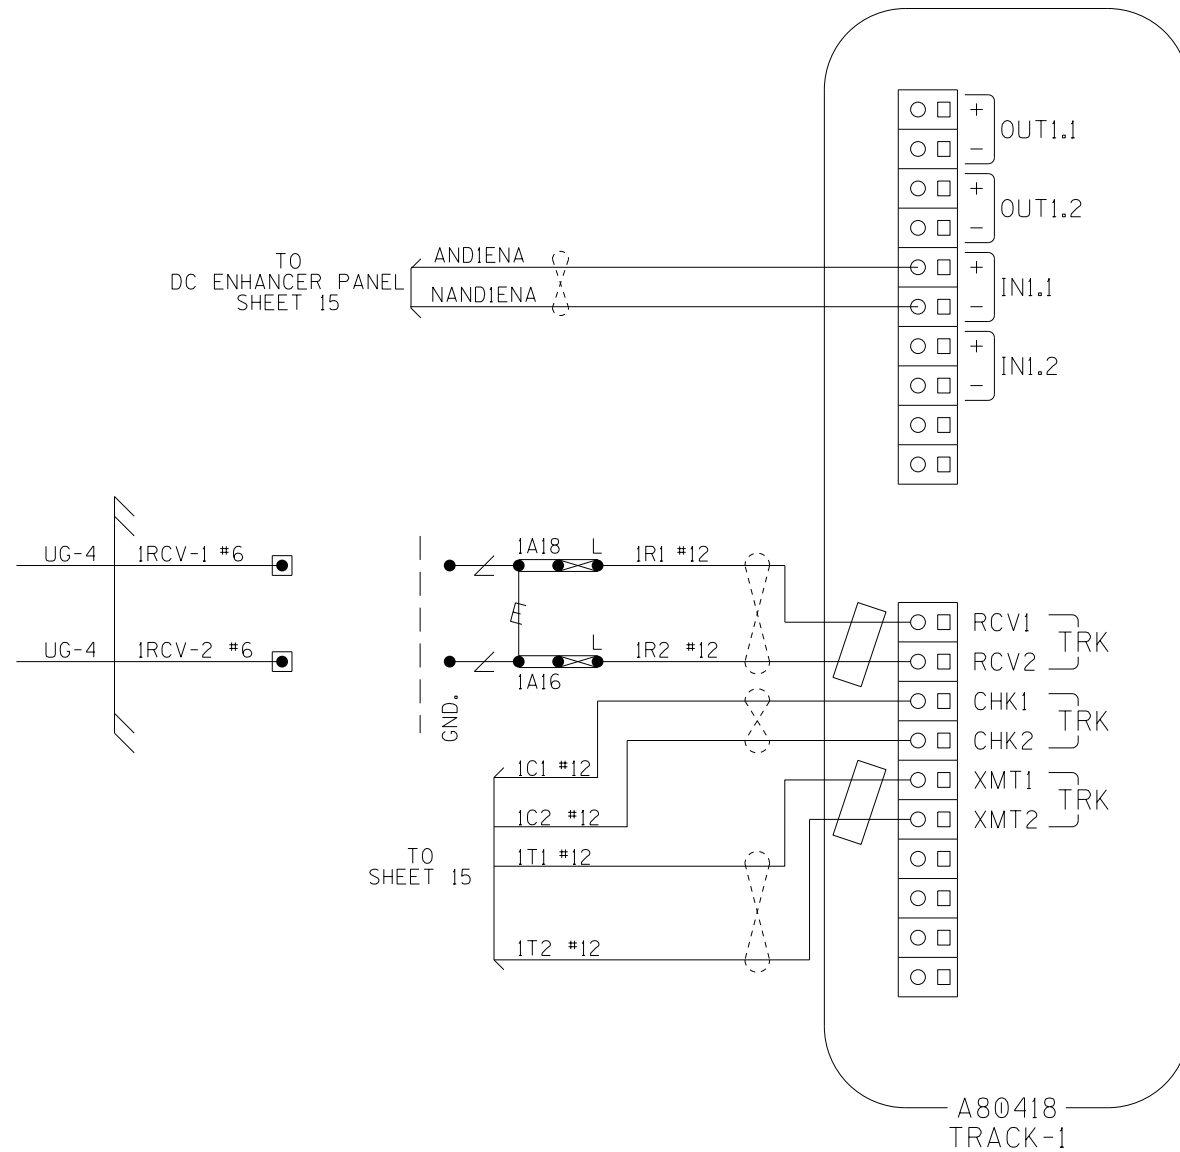 OUT1.1
+
-
OUT1.2
+
-
TO
DC ENHANCER PANEL
SHEET 15
AND1ENA
NAND1ENA
IN1.1
+
-
IN1.2
+
-
UG-4
1RCV-1 #6
1A18
L
1R1 #12
RCV1
RCV2
TRK
E
UG-4
1RCV-2 #6
1A16
L
1R2 #12
GND.
CHK1
CHK2
TRK
XMT1
XMT2
TRK
1C1 #12
1C2 #12
TO
SHEET 15
1T1 #12
1T2 #12
A80418
TRACK-1